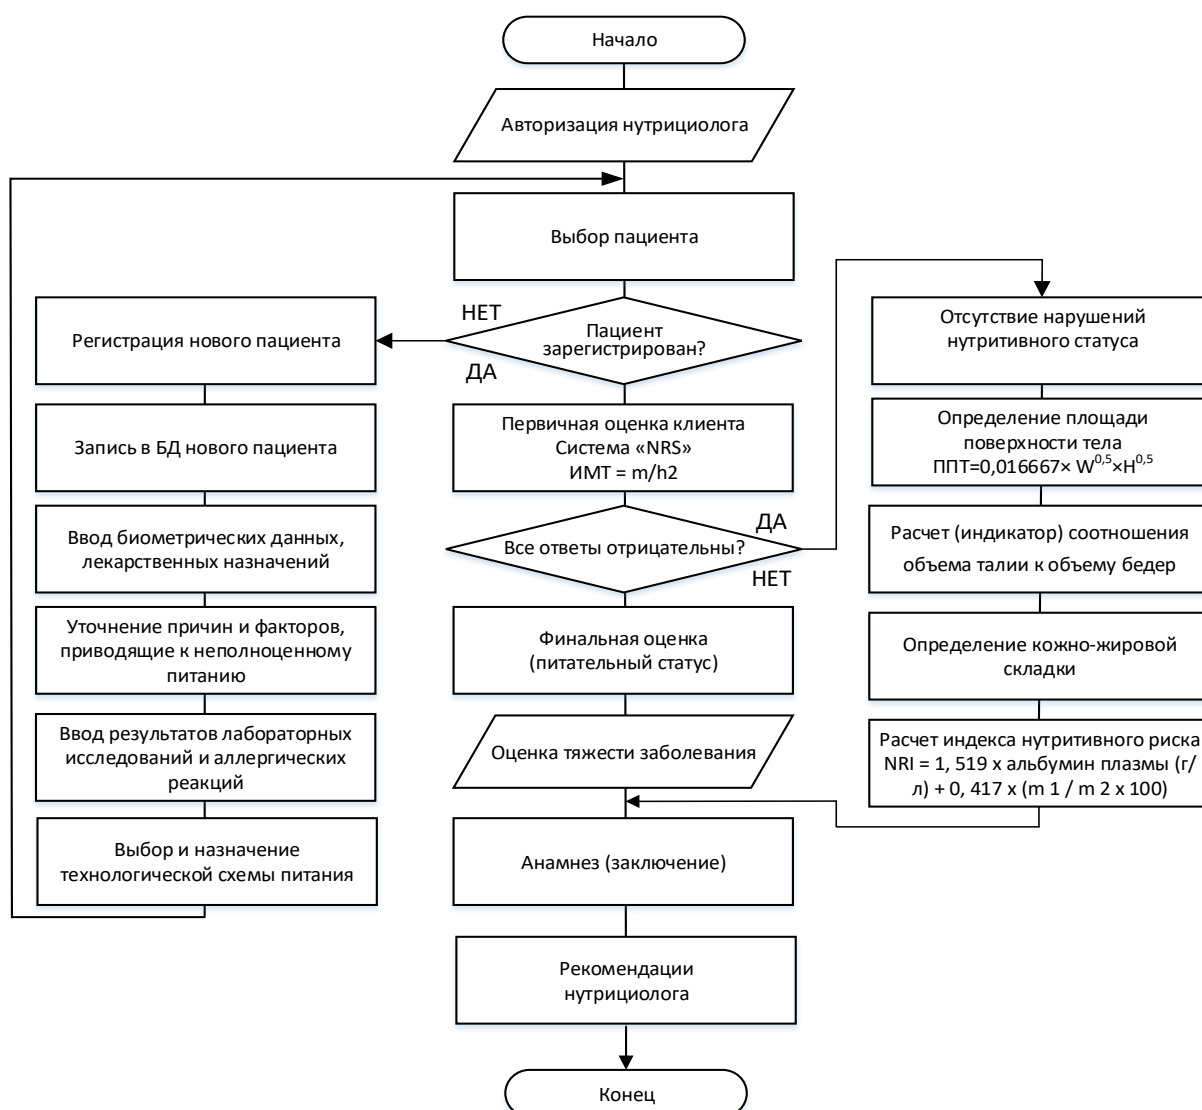 Начало
Авторизация нутрициолога
Выбор пациента
НЕТ
Пациент
зарегистрирован?
ДА
Регистрация нового пациента
Запись в БД нового пациента
Ввод биометрических данных,
лекарственных назначений
Уточнение причин и факторов,
приводящие к неполноценному
питанию
Ввод результатов лабораторных
исследований и аллергических
реакций
Выбор и назначение
технологической схемы питания
Первичная оценка клиента
Система «NRS»
ИМТ = m/h2
Все ответы отрицательны?
ДА
НЕТ
Финальная оценка
(питательный статус)
Оценка тяжести заболевания
Отсутствие нарушений
нутритивного статуса
Определение площади
поверхности тела
ППТ=0,016667× W^0,5×H^0,5
Расчет (индикатор) соотношения
объема талии к объему бедер
Определение кожно-жировой
складки
Расчет индекса нутритивного риска
NRI = 1, 519 x альбумин плазмы (г/
л) + 0, 417 x (m 1 / m 2 x 100)
Анамнез (заключение)
Рекомендации
нутрициолога
Конец